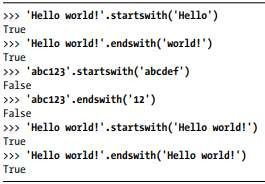 >>> 'Hello world!'.startswith('Hello')
True
>>> 'Hello world!'.endswith('world!')
True
>>> 'abc123'.startswith('abcdef')
False
>>> 'abc123'.endswith('12')
False
>>> 'Hello world!'.startswith('Hello world!')
True
>>> 'Hello world!'.endswith('Hello world!')
True